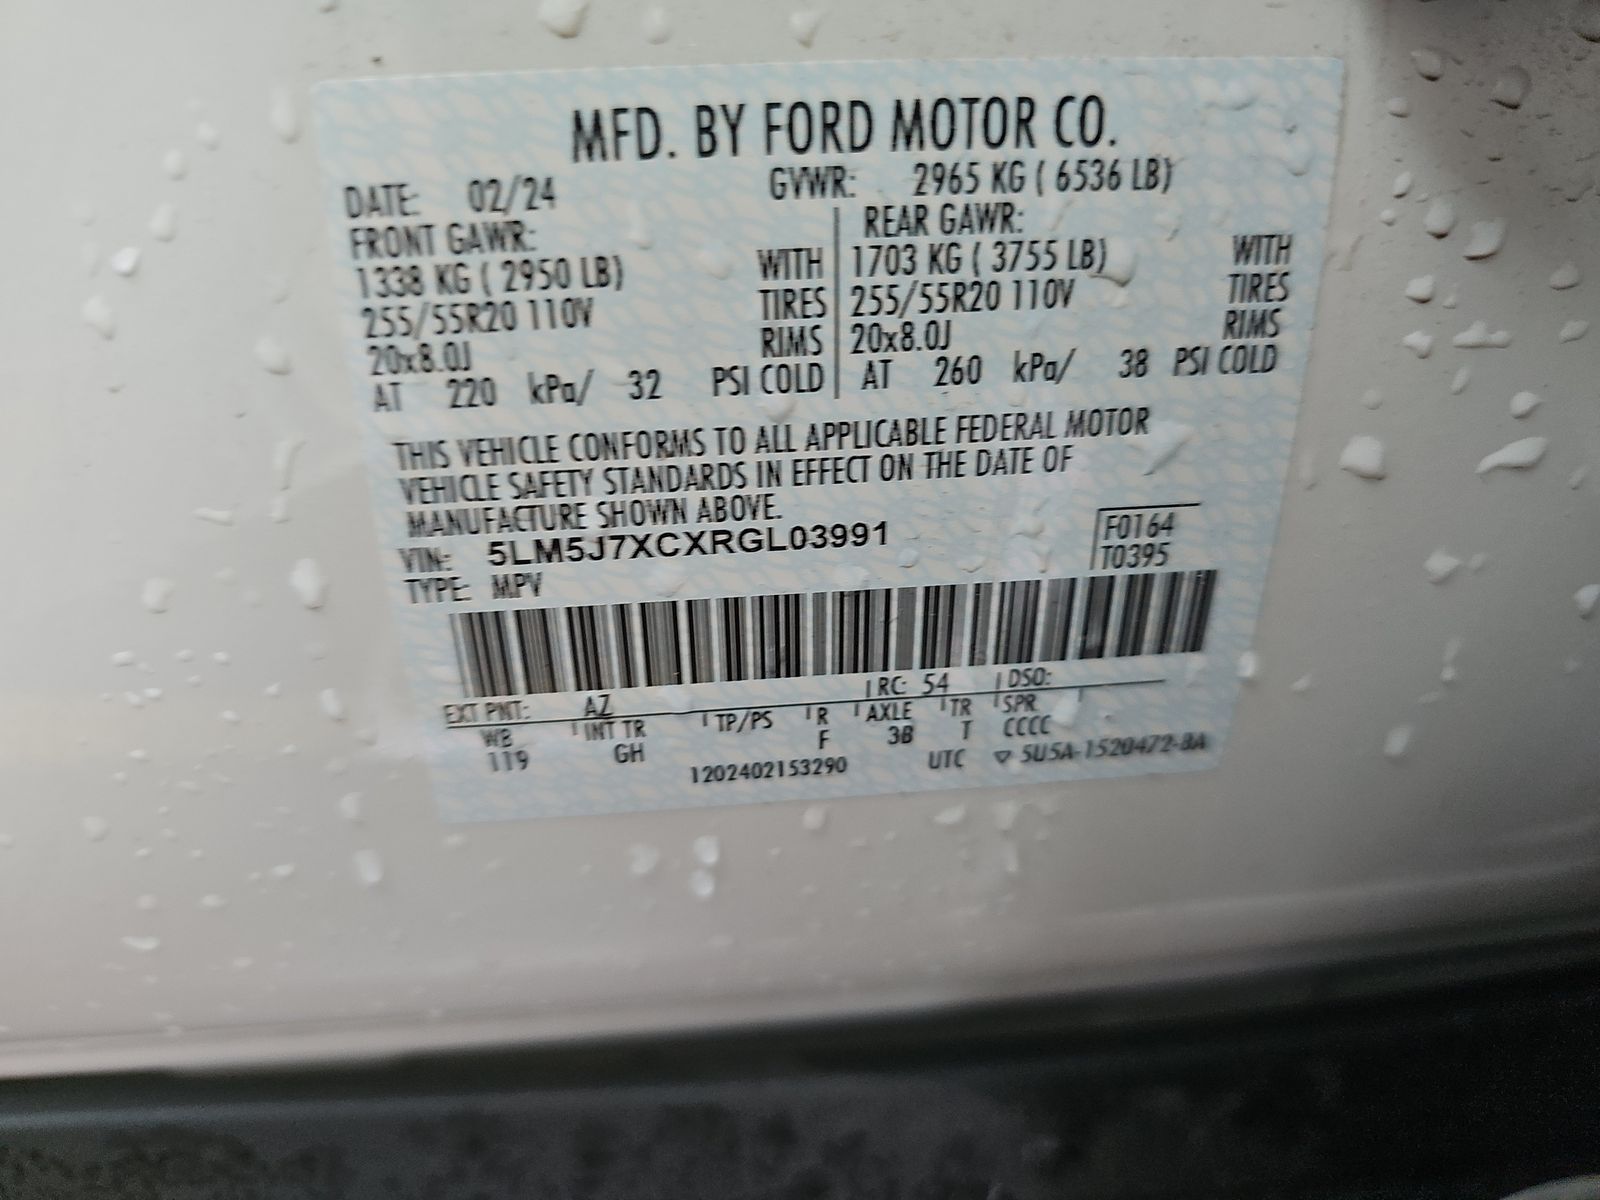 MFD. BY FORD MOTOR CO.
DATE: 02/24 GVWR: 2965 KG ( 6536 LB)
FRONT GAWR: REAR GAWR:
1338 KG ( 2950 LB) WITH 1703 KG ( 3755 LB) WITH
255/55R20 110V TIRES 255/55R20 110V TIRES
20x8.0J RIMS 20x8.0J RIMS
AT 220 kPa/ 32 PSI COLD AT 260 kPa/ 38 PSI COLD
THIS VEHICLE CONFORMS TO ALL APPLICABLE FEDERAL MOTOR
VEHICLE SAFETY STANDARDS IN EFFECT ON THE DATE OF
MANUFACTURE SHOWN ABOVE.
VIN: 5LM5J7XCXRGL03991 F0164
TYPE: MPV T0395
EXT PNT: AZ RC: 54 DSO:
WB INT TR TP/PS R AXLE TR SPR
119 GH F 3B T CCCC
1202402153290 UTC ▽ 5U5A-1520472-BA